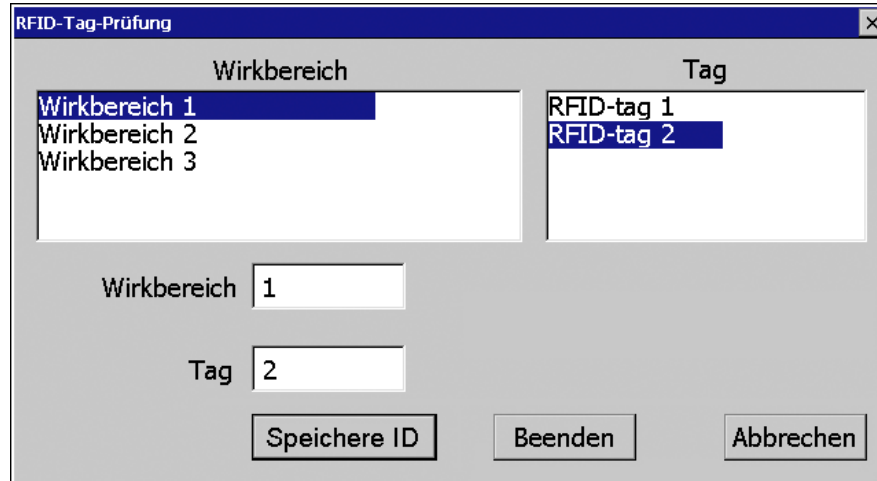 RFID-Tag-Prüfung
Wirkbereich
Tag
Wirkbereich 1
Wirkbereich 2
Wirkbereich 3
RFID-tag 1
RFID-tag 2
Wirkbereich 1
Tag 2
Speichere ID Beenden Abbrechen